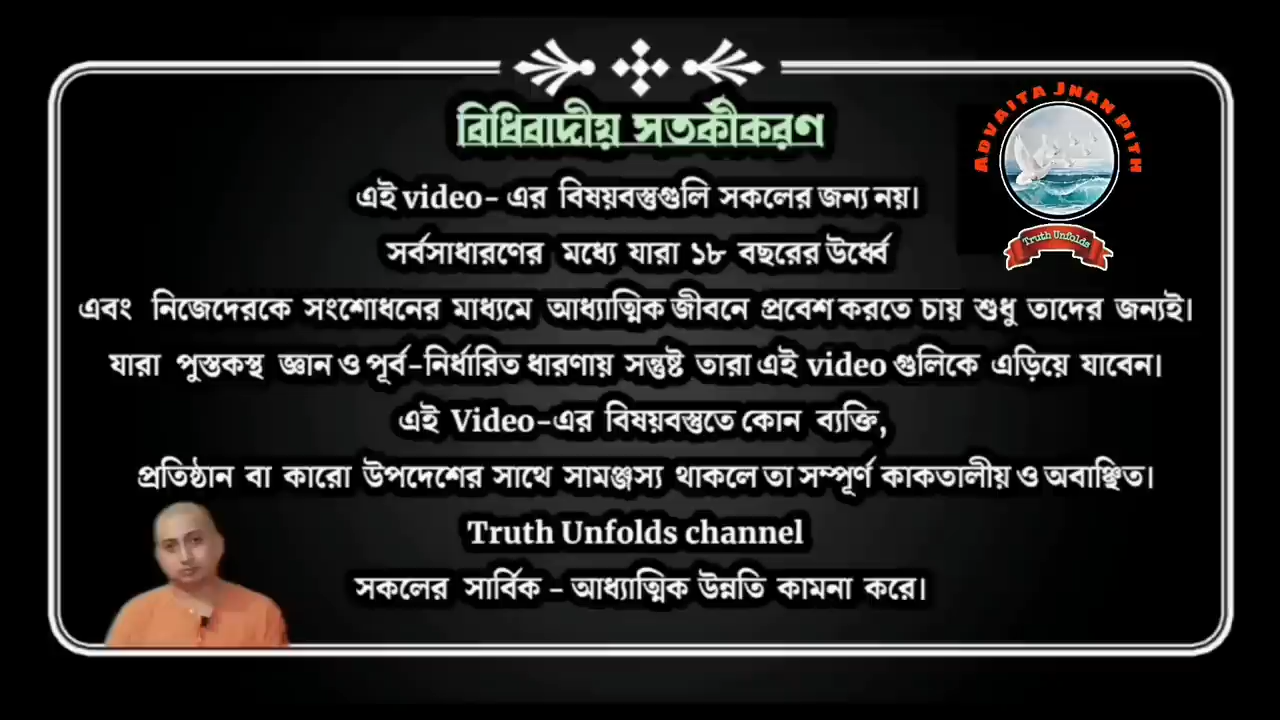 বিধিবাদীয় সতর্কীকরণ
ADVAITA JNAN PITH
Truth Unfolds
এই video- এর বিষয়বস্তুগুলি সকলের জন্য নয়।
সর্বসাধারণের মধ্যে যারা ১৮ বছরের উর্ধ্বে
এবং নিজেদেরকে সংশোধনের মাধ্যমে আধ্যাত্মিক জীবনে প্রবেশ করতে চায় শুধু তাদের জন্যই।
যারা পুস্তকস্থ জ্ঞান ও পূর্ব-নির্ধারিত ধারণায় সন্তুষ্ট তারা এই video গুলিকে এড়িয়ে যাবেন।
এই Video-এর বিষয়বস্তুতে কোন ব্যক্তি,
প্রতিষ্ঠান বা কারো উপদেশের সাথে সামঞ্জস্য থাকলে তা সম্পূর্ণ কাকতালীয় ও অবাঞ্ছিত।
Truth Unfolds channel
সকলের সার্বিক - আধ্যাত্মিক উন্নতি কামনা করে।